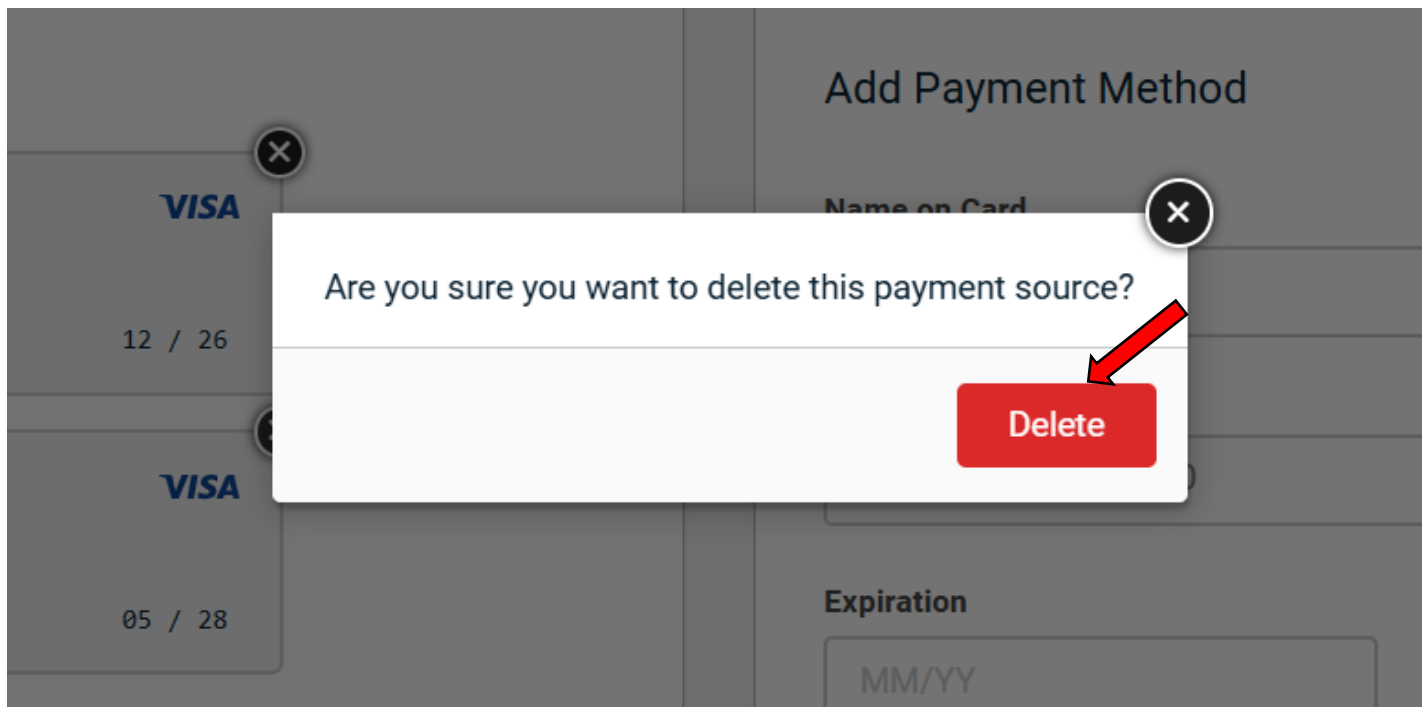 Add Payment Method
VISA
Name on Card
Are you sure you want to delete this payment source?
12 / 26
Delete
VISA
05 / 28
Expiration
MM/YY